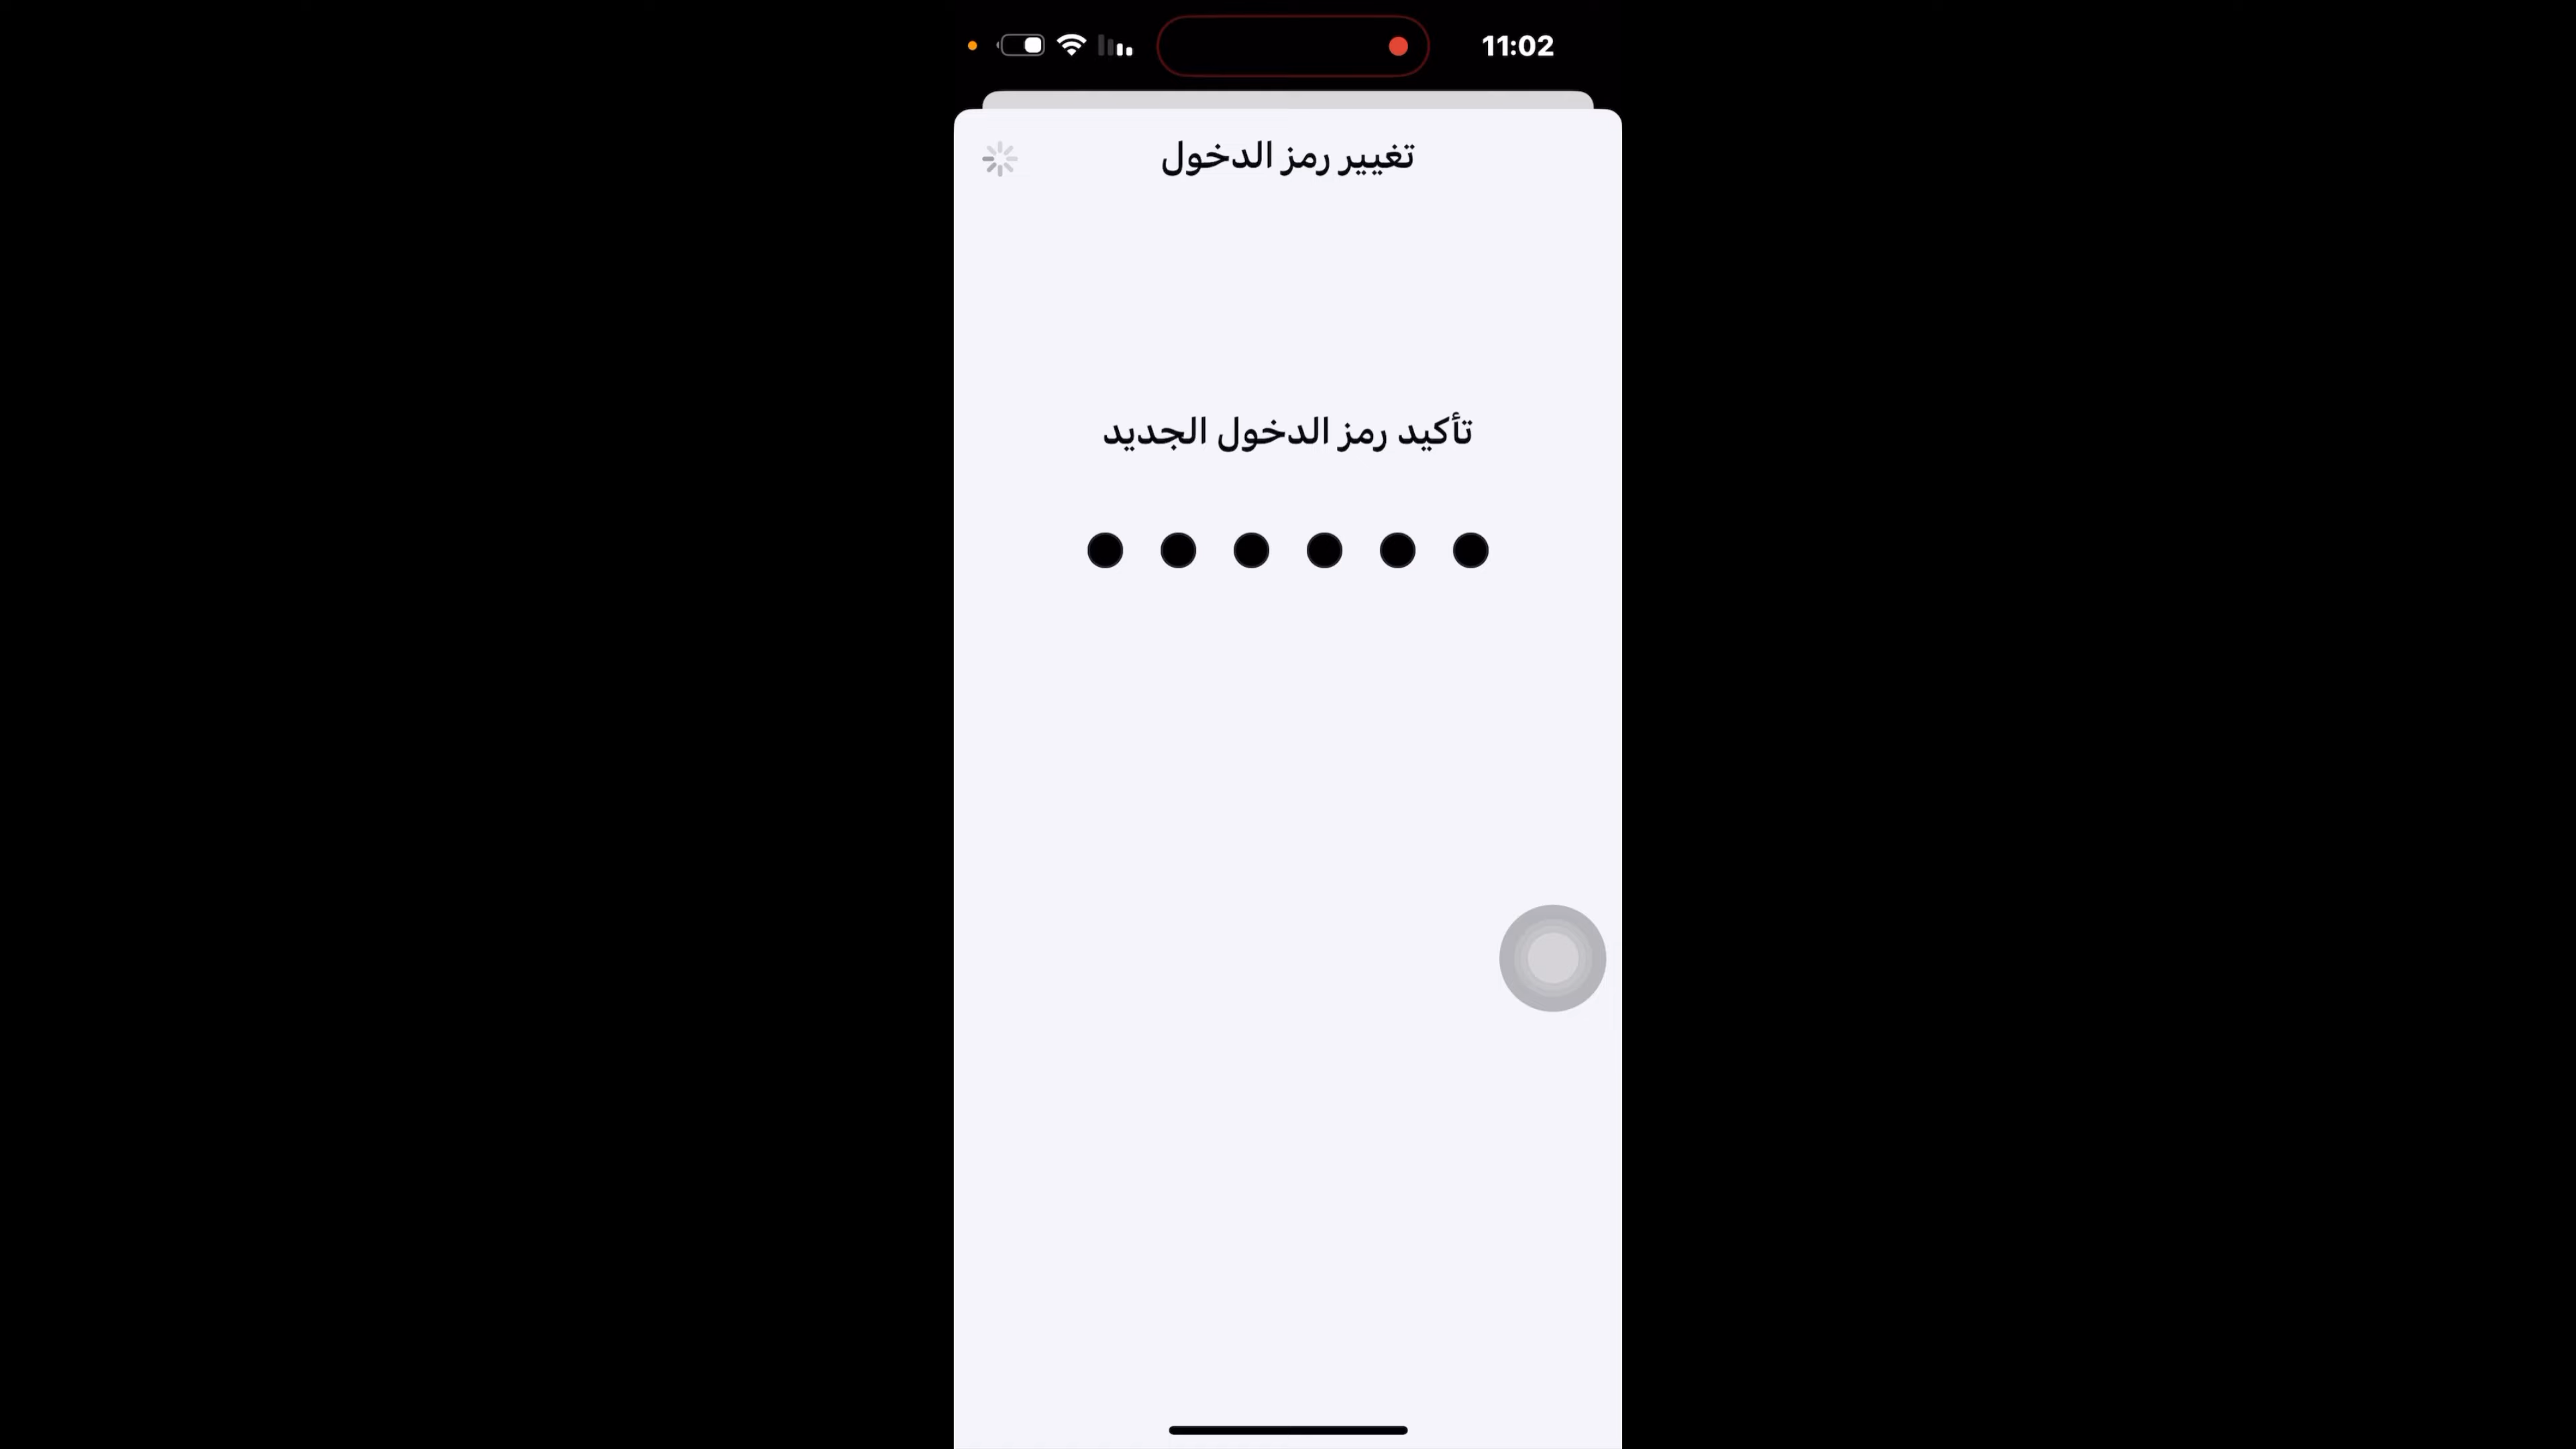 11:02
تغيير رمز الدخول
تأكيد رمز الدخول الجديد